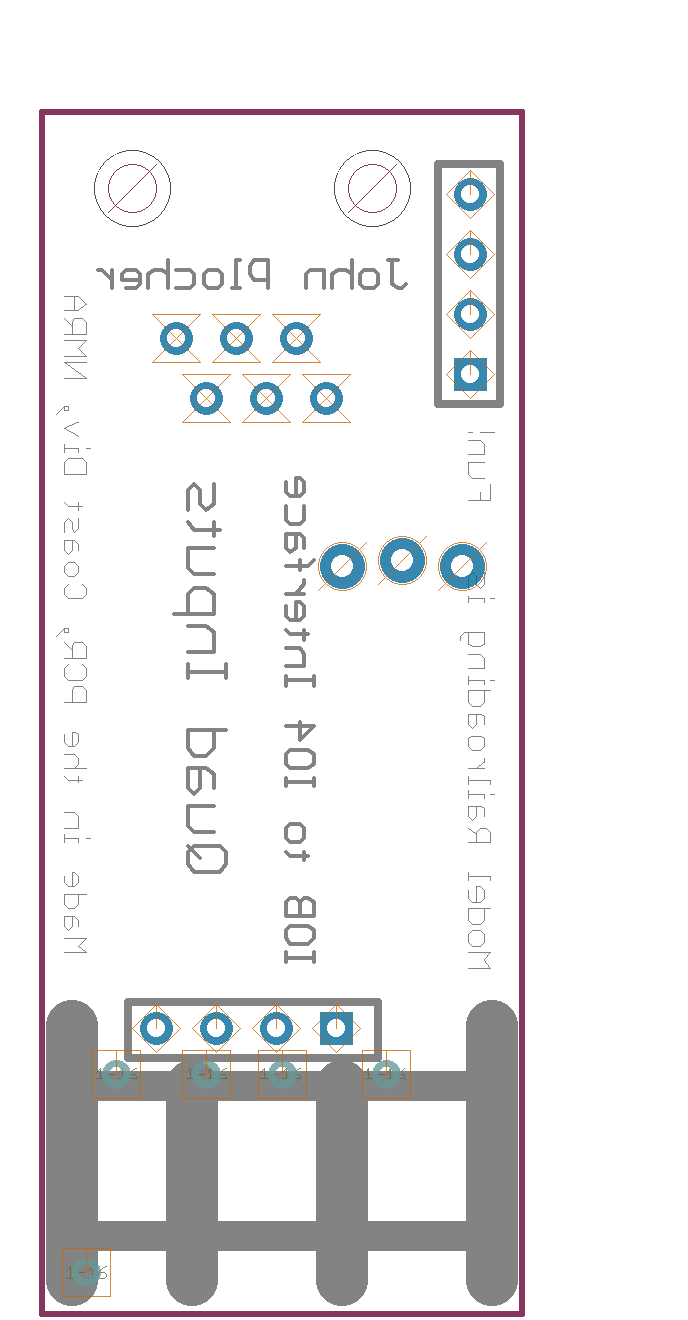 John Plocher
Made in the PCR, Coast Div, NMRA
Quad Inputs
IOB to IO4 Interface
Model Railroading is Fun!
1-16
1-16
1-16
1-16
1-16